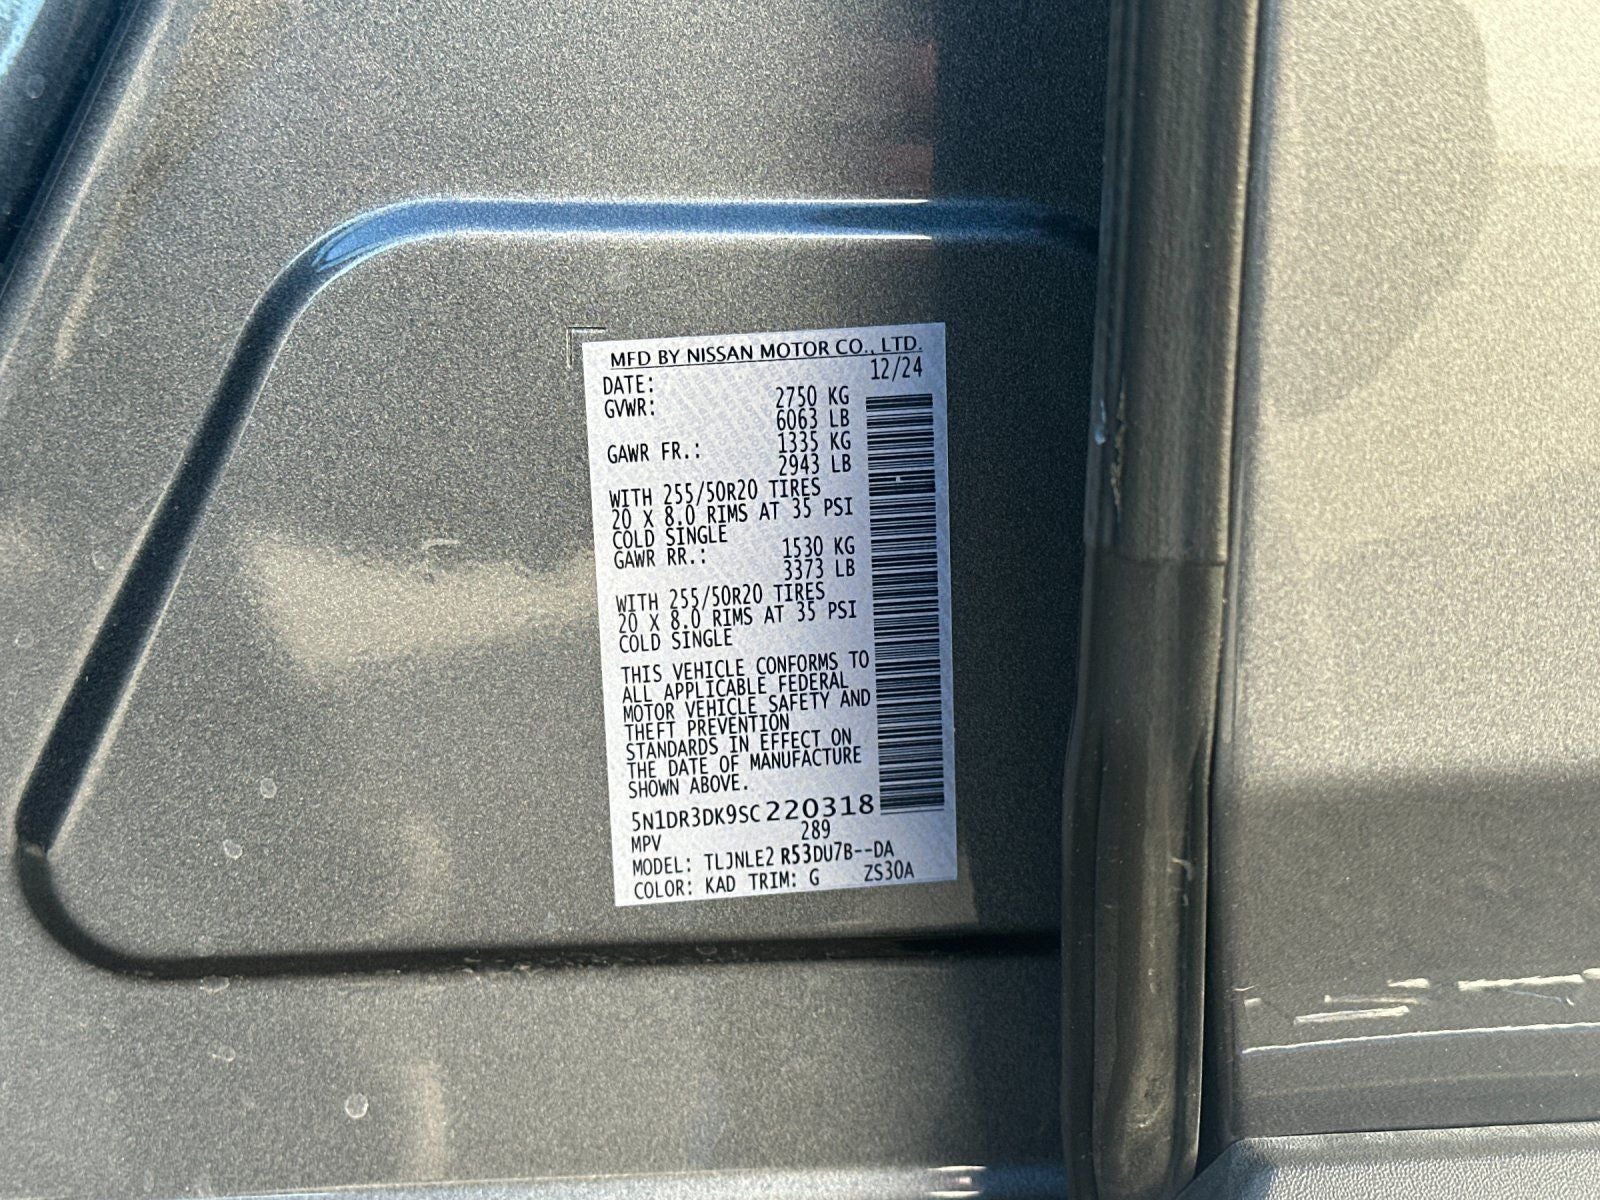 MFD BY NISSAN MOTOR CO., LTD.
DATE: 12/24
GVWR: 2750 KG
6063 LB
GAWR FR.: 1335 KG
2943 LB
WITH 255/50R20 TIRES
20 X 8.0 RIMS AT 35 PSI
COLD SINGLE
GAWR RR.: 1530 KG
3373 LB
WITH 255/50R20 TIRES
20 X 8.0 RIMS AT 35 PSI
COLD SINGLE
THIS VEHICLE CONFORMS TO
ALL APPLICABLE FEDERAL
MOTOR VEHICLE SAFETY AND
THEFT PREVENTION
STANDARDS IN EFFECT ON
THE DATE OF MANUFACTURE
SHOWN ABOVE.
5N1DR3DK9SC220318
MPV 289
MODEL: TLJNLE2 R53DU7B--DA
COLOR: KAD TRIM: G ZS30A